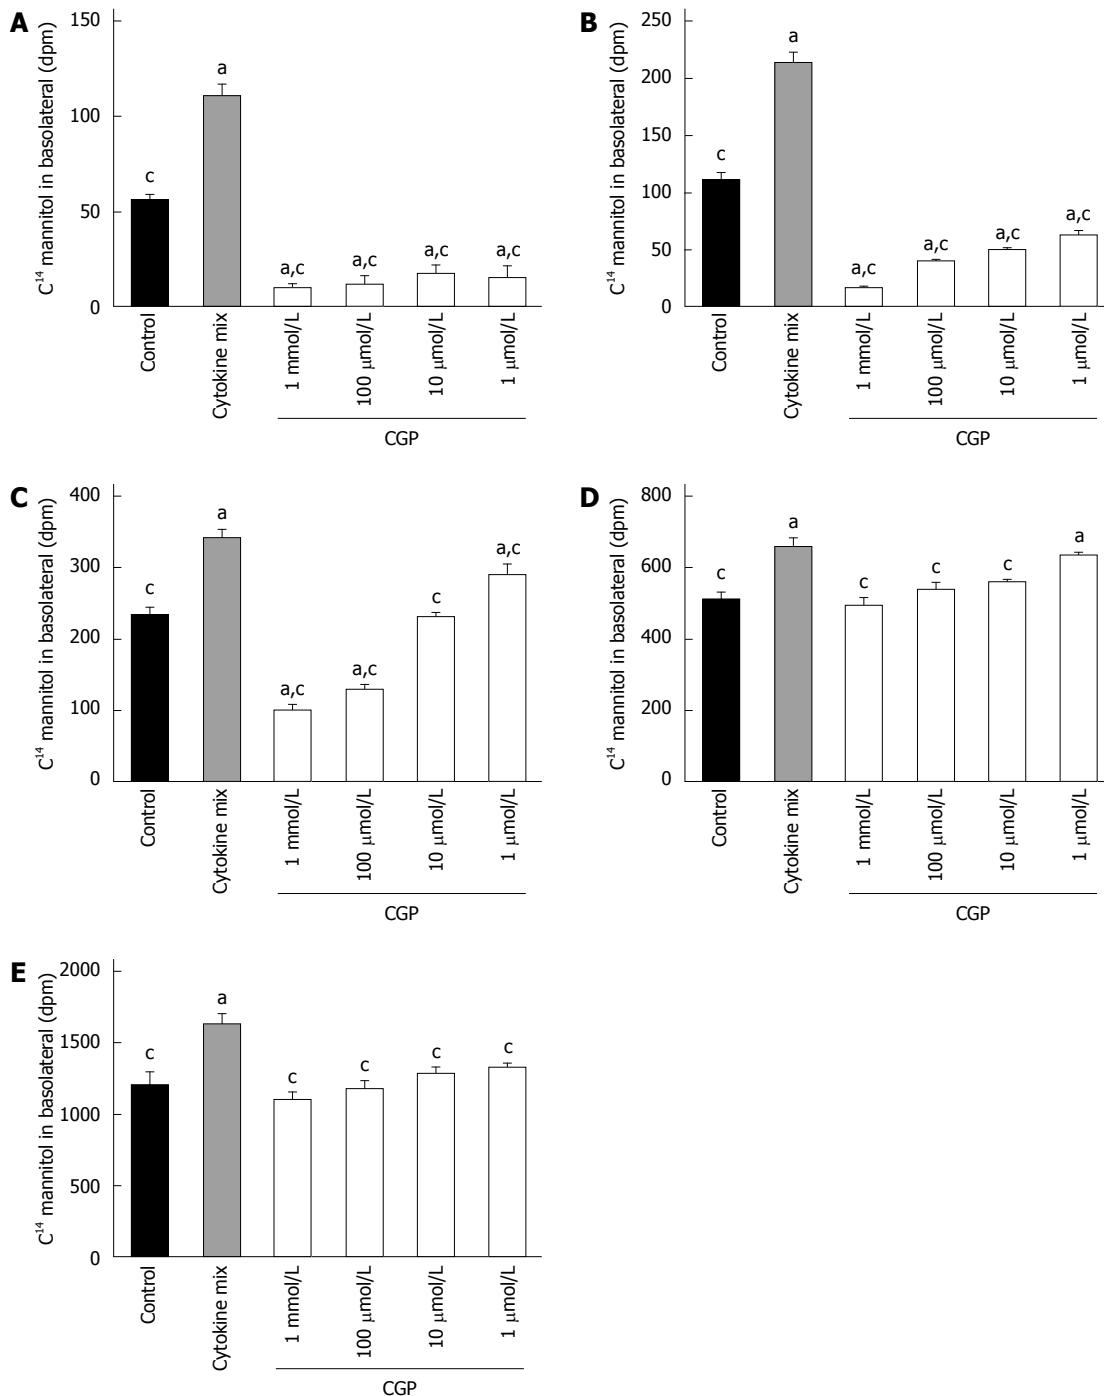 A
C¹⁴ mannitol in basolateral (dpm)
150
100
50
0
c
a
a,c
a,c
a,c
a,c
Control
Cytokine mix
1 mmol/L
100 μmol/L
10 μmol/L
1 μmol/L
CGP
B
C¹⁴ mannitol in basolateral (dpm)
250
200
150
100
50
0
c
a
a,c
a,c
a,c
a,c
Control
Cytokine mix
1 mmol/L
100 μmol/L
10 μmol/L
1 μmol/L
CGP
C
C¹⁴ mannitol in basolateral (dpm)
400
300
200
100
0
c
a
a,c
a,c
c
a,c
Control
Cytokine mix
1 mmol/L
100 μmol/L
10 μmol/L
1 μmol/L
CGP
D
C¹⁴ mannitol in basolateral (dpm)
800
600
400
200
0
c
a
c
c
c
a
Control
Cytokine mix
1 mmol/L
100 μmol/L
10 μmol/L
1 μmol/L
CGP
E
C¹⁴ mannitol in basolateral (dpm)
2000
1500
1000
500
0
c
a
c
c
c
c
Control
Cytokine mix
1 mmol/L
100 μmol/L
10 μmol/L
1 μmol/L
CGP